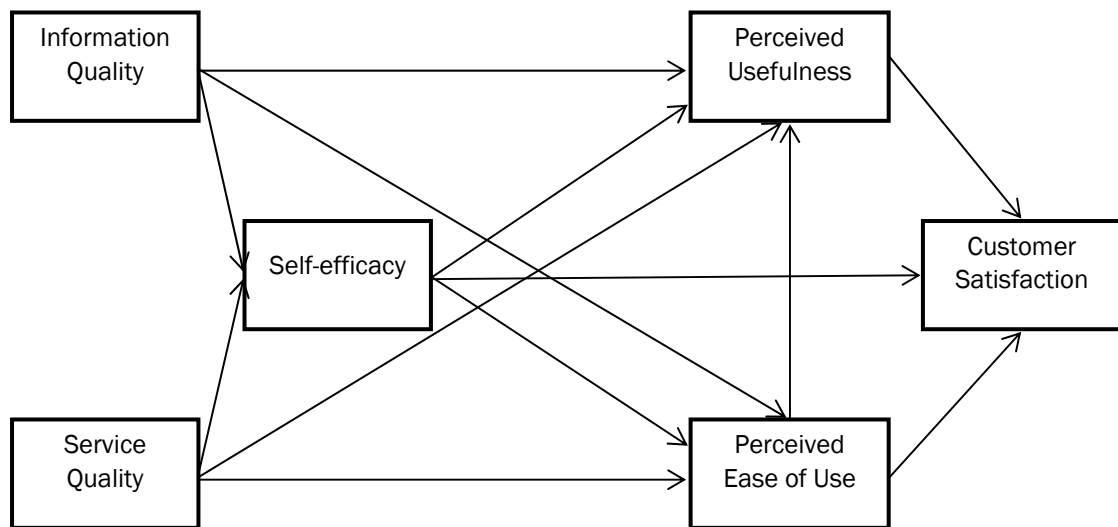 Information
Quality
Perceived
Usefulness
Self-efficacy
Customer
Satisfaction
Service
Quality
Perceived
Ease of Use